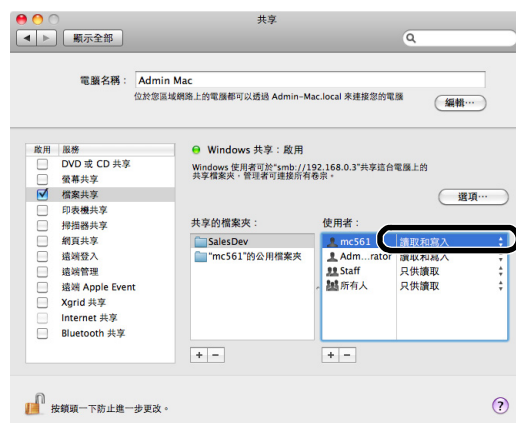 共享
顯示全部
電腦名稱： Admin Mac
位於您區域網路上的電腦都可以透過 Admin-Mac.local 來連接您的電腦
編輯…
啟用 服務
DVD 或 CD 共享
螢幕共享
檔案共享
印表機共享
掃描器共享
網頁共享
遠端登入
遠端管理
遠端 Apple Event
Xgrid 共享
Internet 共享
Bluetooth 共享
Windows 共享：啟用
Windows 使用者可於“smb://192.168.0.3”共享這台電腦上的
共享檔案夾，管理者可連接所有卷宗。
選項…
共享的檔案夾：
SalesDev
“mc561”的公用檔案夾
使用者：
mc561 讀取和寫入
Adm…rator 讀取和寫入
Staff 只供讀取
所有人 只供讀取
+ −
+ −
按鎖頭一下防止進一步更改。
?